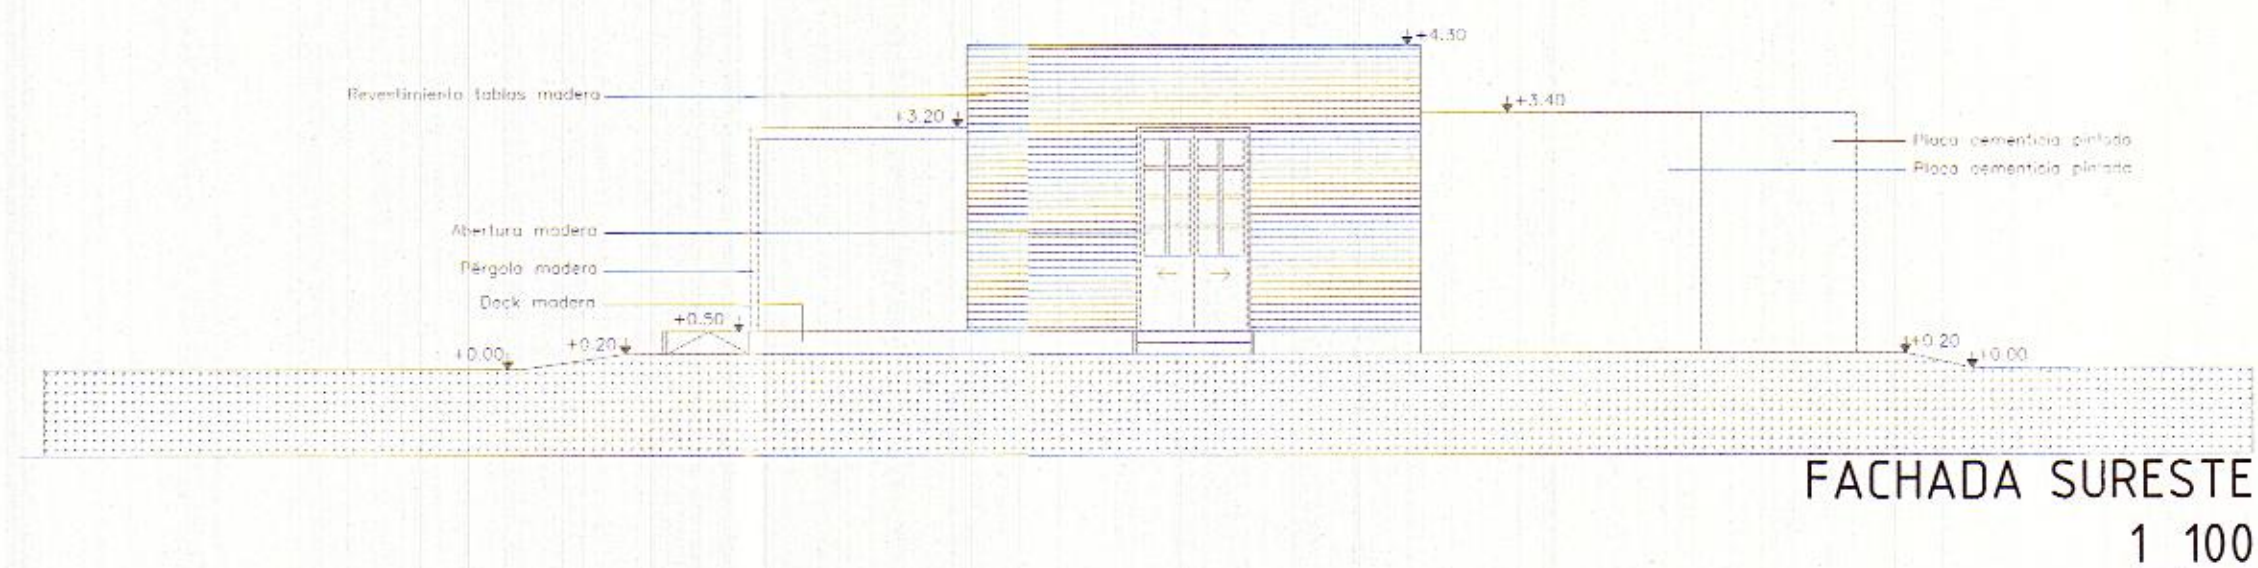 +4.30
Revestimiento tablas madera
+3.40
+3.20
Placa cementicia pintada
Placa cementicia pintada
Abertura madera
Pérgola madera
Deck madera
+0.50
+0.20
+0.00
+0.20
+0.00
FACHADA SURESTE
1 100